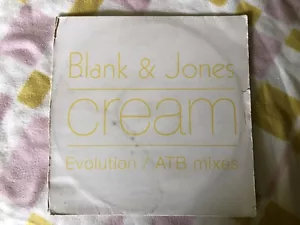 Blank & Jones
cream
Evolution / ATB mixes